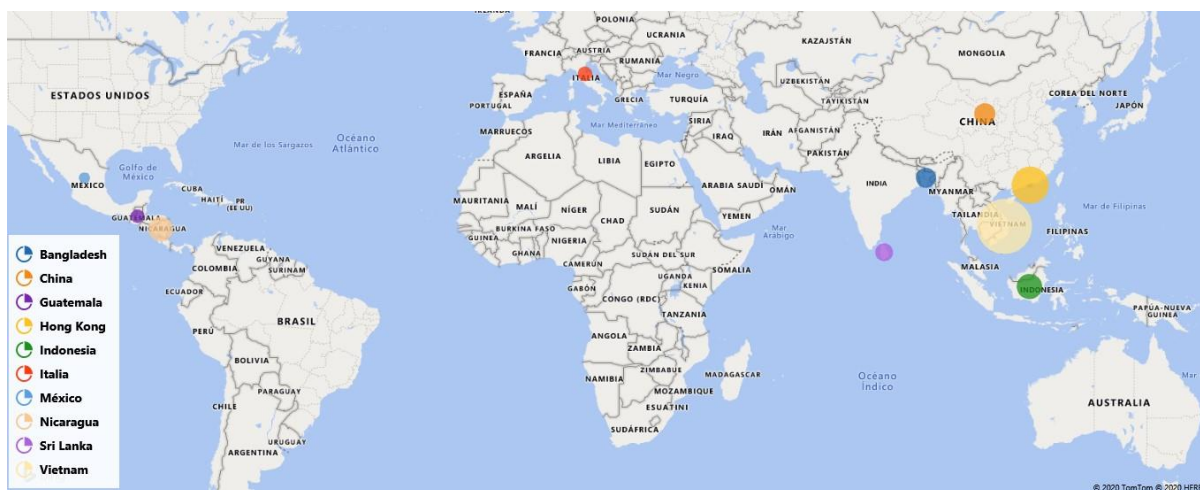 IRLANDA
POLONIA
UCRANIA
KAZAJSTÁN
FRANCIA
AUSTRIA
RUMANIA
MONGOLIA
ITALIA
Mar Negro
UZBEKISTÁN
ESTADOS UNIDOS
ESPAÑA
PORTUGAL
GRECIA
TURQUÍA
TAYIKISTÁN
COREA DEL NORTE
JAPÓN
CHINA
Océano
Atlántico
Mar de los Sargazos
MARRUECOS
Mar Mediterráneo
SIRIA
IRAQ
IRÁN
AFGANISTÁN
PAKISTÁN
Golfo de
México
MÉXICO
CUBA
HAITÍ
PR
(EE UU)
ARGELIA
LIBIA
EGIPTO
ARABIA SAUDÍ
OMÁN
INDIA
MYANMAR
MAURITANIA
MALÍ
NÍGER
CHAD
SUDÁN
YEMEN
Mar
Arábigo
TAILANDIA
VIETNAM
FILIPINAS
Mar de Filipinas
GUATEMALA
NICARAGUA
GUINEA
BURKINA FASO
GHANA
NIGERIA
CAMERÚN
SUDÁN DEL SUR
SOMALIA
VENEZUELA
GUYANA
SURINAM
COLOMBIA
ECUADOR
GABÓN
UGANDA
KENIA
CONGO (RDC)
TANZANIA
MALASIA
INDONESIA
PAPÚA-NUEVA
GUINEA
PERÚ
BRASIL
BOLIVIA
PARAGUAY
CHILE
URUGUAY
ARGENTINA
ANGOLA
ZAMBIA
ZIMBABUE
NAMIBIA
MOZAMBIQUE
MADAGASCAR
ESUATINI
SUDÁFRICA
Océano
Índico
AUSTRALIA
Mar
Bangladesh
China
Guatemala
Hong Kong
Indonesia
Italia
México
Nicaragua
Sri Lanka
Vietnam
© 2020 TomTom © 2020 HERE